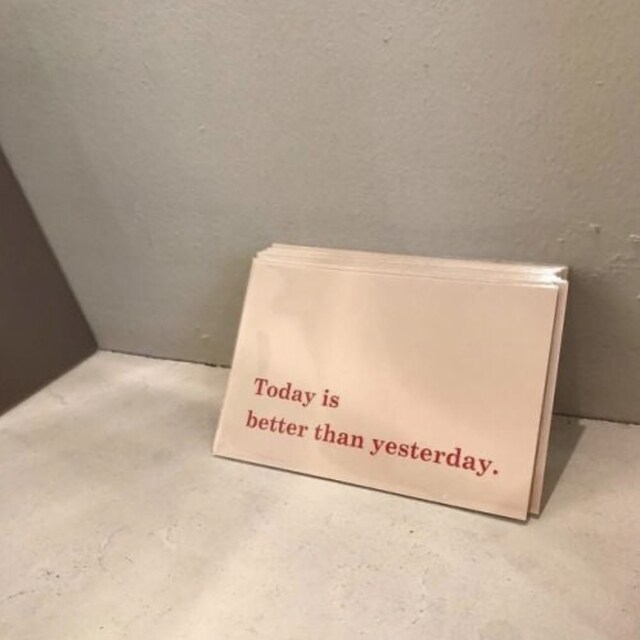 Today is
better than yesterday.